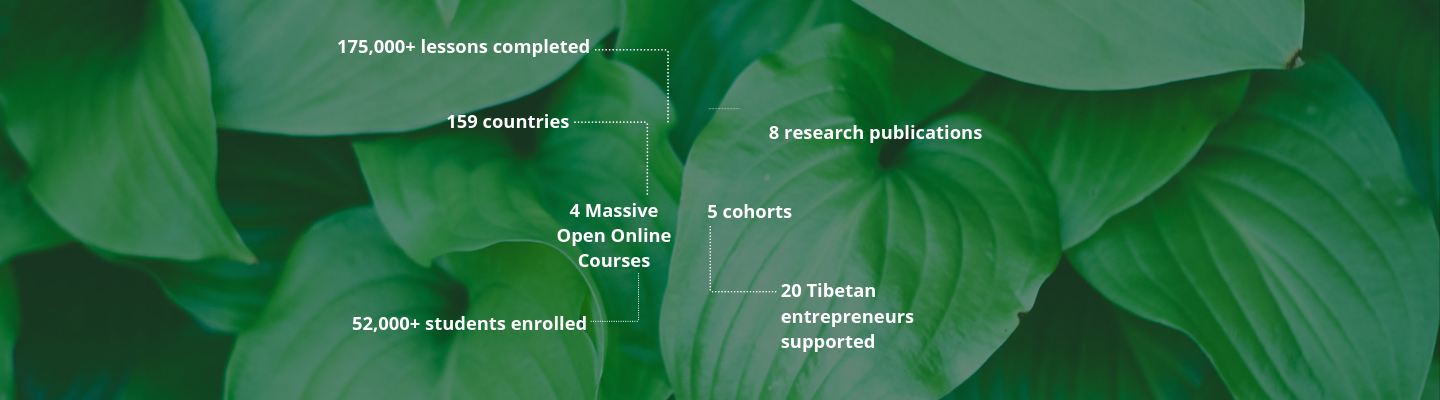 175,000+ lessons completed
159 countries
8 research publications
4 Massive
Open Online
Courses
5 cohorts
20 Tibetan
entrepreneurs
supported
52,000+ students enrolled